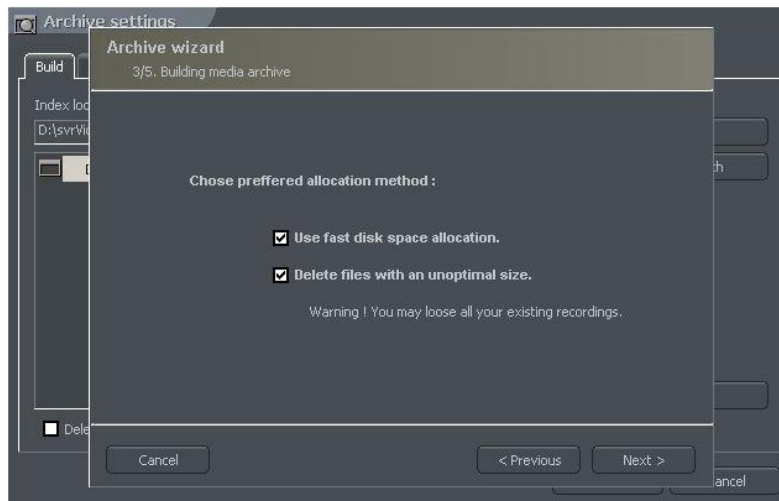 Archive settings
Archive wizard
3/5. Building media archive
Build
Index loc
D:\svrVi
Chose preffered allocation method :
Use fast disk space allocation.
Delete files with an unoptimal size.
Warning ! You may loose all your existing recordings.
Dele
Cancel
< Previous
Next >
ancel